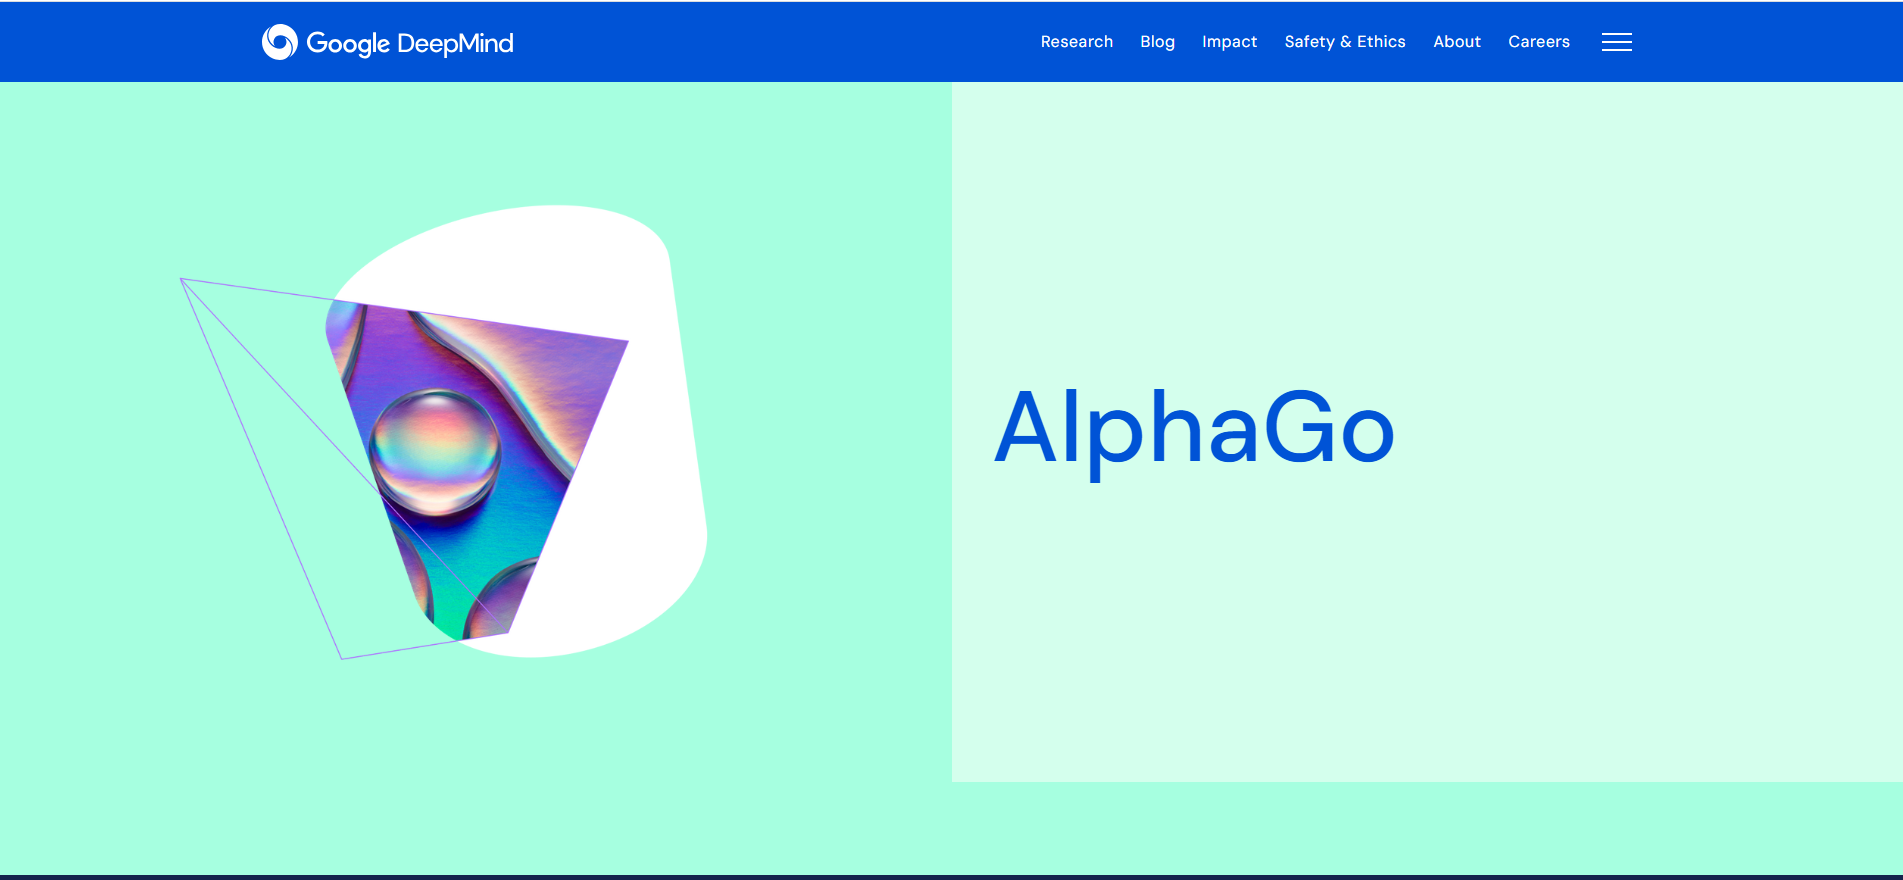 Google DeepMind
Research Blog Impact Safety & Ethics About Careers
AlphaGo